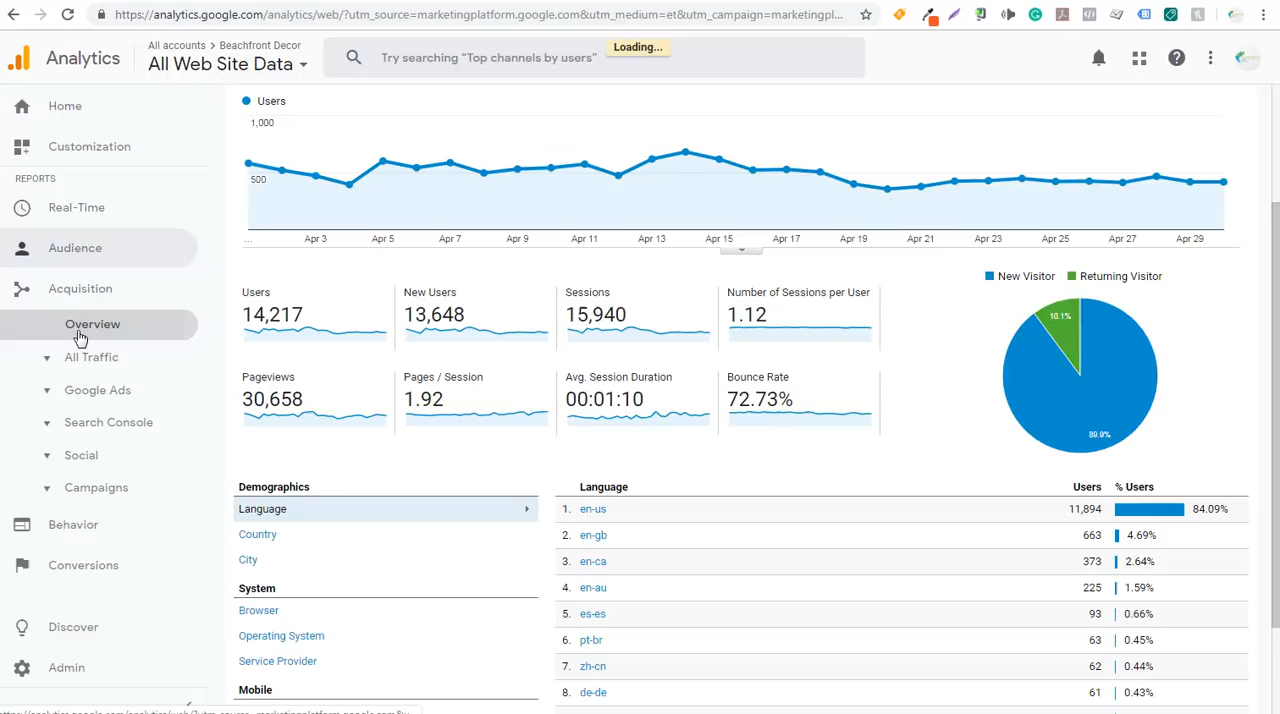 https://analytics.google.com/analytics/web/?utm_source=marketingplatform.google.com&utm_medium=et&utm_campaign=marketingpl...
Analytics
All accounts > Beachfront Decor
All Web Site Data
Try searching "Top channels by users"
Loading...
Home
Customization
REPORTS
Real-Time
Audience
Acquisition
Overview
All Traffic
Google Ads
Search Console
Social
Campaigns
Behavior
Conversions
Discover
Admin
Users
1,000
500
... Apr 3 Apr 5 Apr 7 Apr 9 Apr 11 Apr 13 Apr 15 Apr 17 Apr 19 Apr 21 Apr 23 Apr 25 Apr 27 Apr 29
New Visitor Returning Visitor
10.1%
89.9%
Users New Users Sessions Number of Sessions per User
14,217 13,648 15,940 1.12
Pageviews Pages / Session Avg. Session Duration Bounce Rate
30,658 1.92 00:01:10 72.73%
Demographics
Language
Country
City
System
Browser
Operating System
Service Provider
Mobile
Language Users % Users
1. en-us 11,894 84.09%
2. en-gb 663 4.69%
3. en-ca 373 2.64%
4. en-au 225 1.59%
5. es-es 93 0.66%
6. pt-br 63 0.45%
7. zh-cn 62 0.44%
8. de-de 61 0.43%